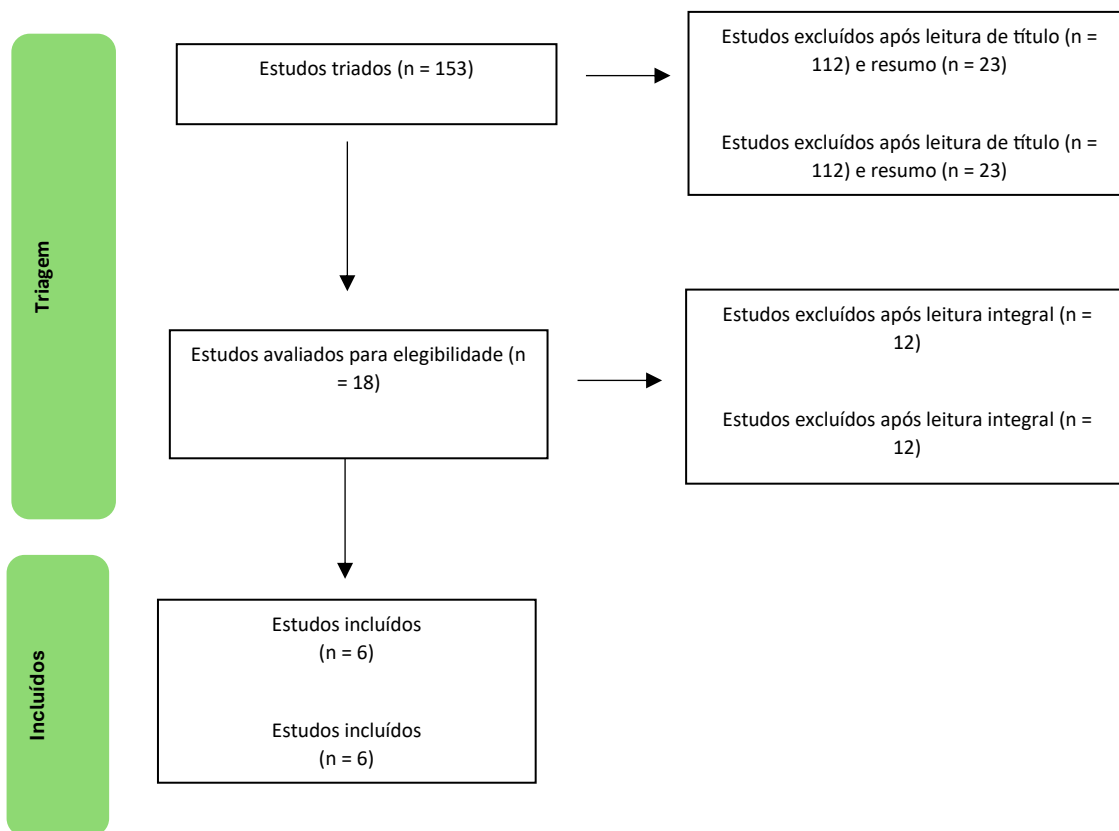 Estudos triados (n = 153)
Estudos excluídos após leitura de título (n =
112) e resumo (n = 23)
Estudos excluídos após leitura de título (n =
112) e resumo (n = 23)
Triagem
Estudos avaliados para elegibilidade (n
= 18)
Estudos excluídos após leitura integral (n =
12)
Estudos excluídos após leitura integral (n =
12)
Incluídos
Estudos incluídos
(n = 6)
Estudos incluídos
(n = 6)